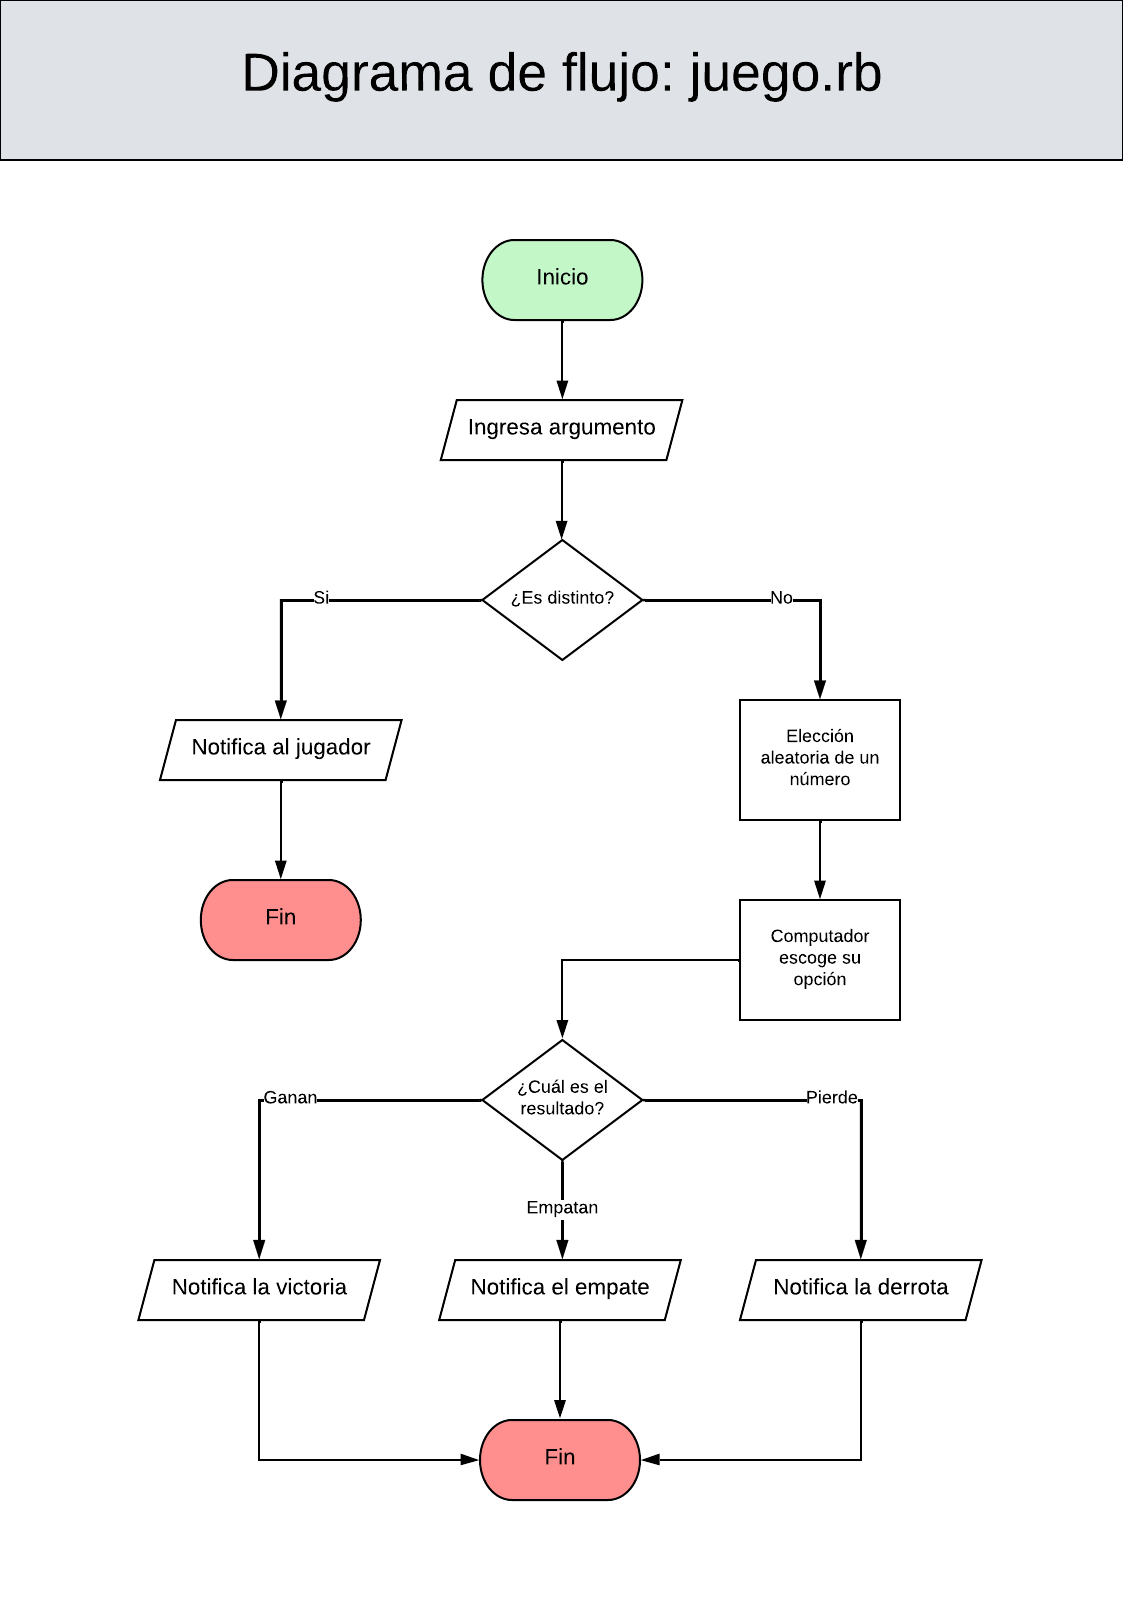 Diagrama de flujo: juego.rb
Inicio
Ingresa argumento
¿Es distinto?
Si
No
Notifica al jugador
Elección
aleatoria de un
número
Fin
Computador
escoge su
opción
¿Cuál es el
resultado?
Ganan
Pierde
Empatan
Notifica la victoria
Notifica el empate
Notifica la derrota
Fin